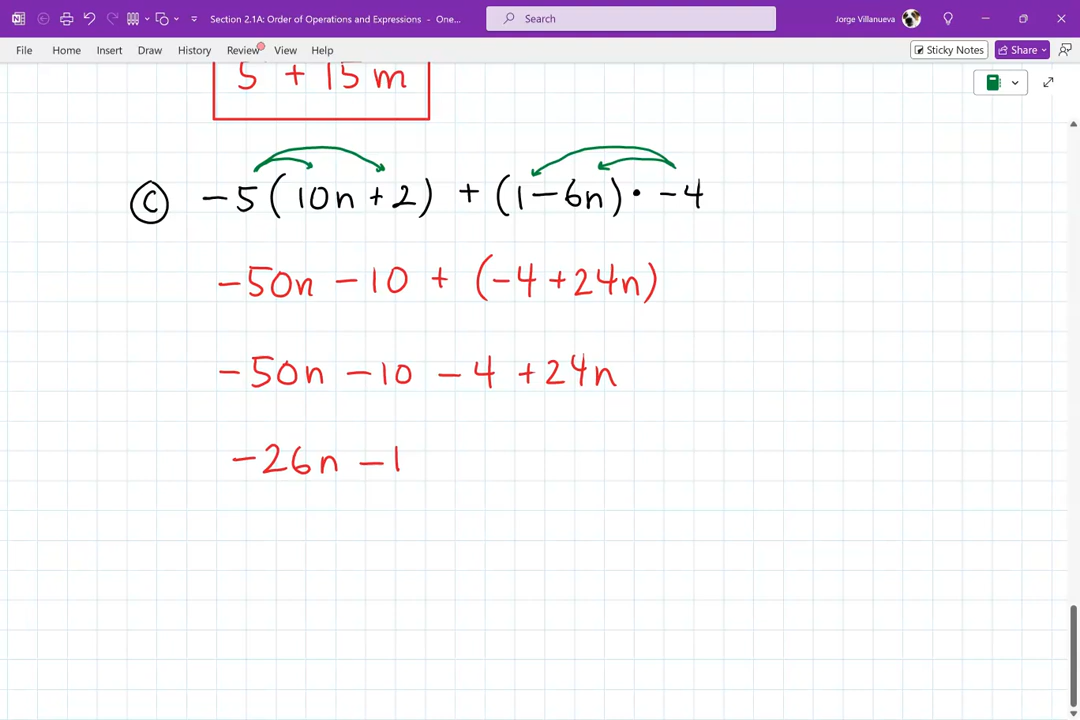 Section 2.1A: Order of Operations and Expressions - One...
Search
Jorge Villanueva
File Home Insert Draw History Review View Help
Sticky Notes Share
5 + 15m
C -5(10n+2) + (1-6n)·-4
-50n -10 + (-4+24n)
-50n -10 -4 +24n
-26n -1